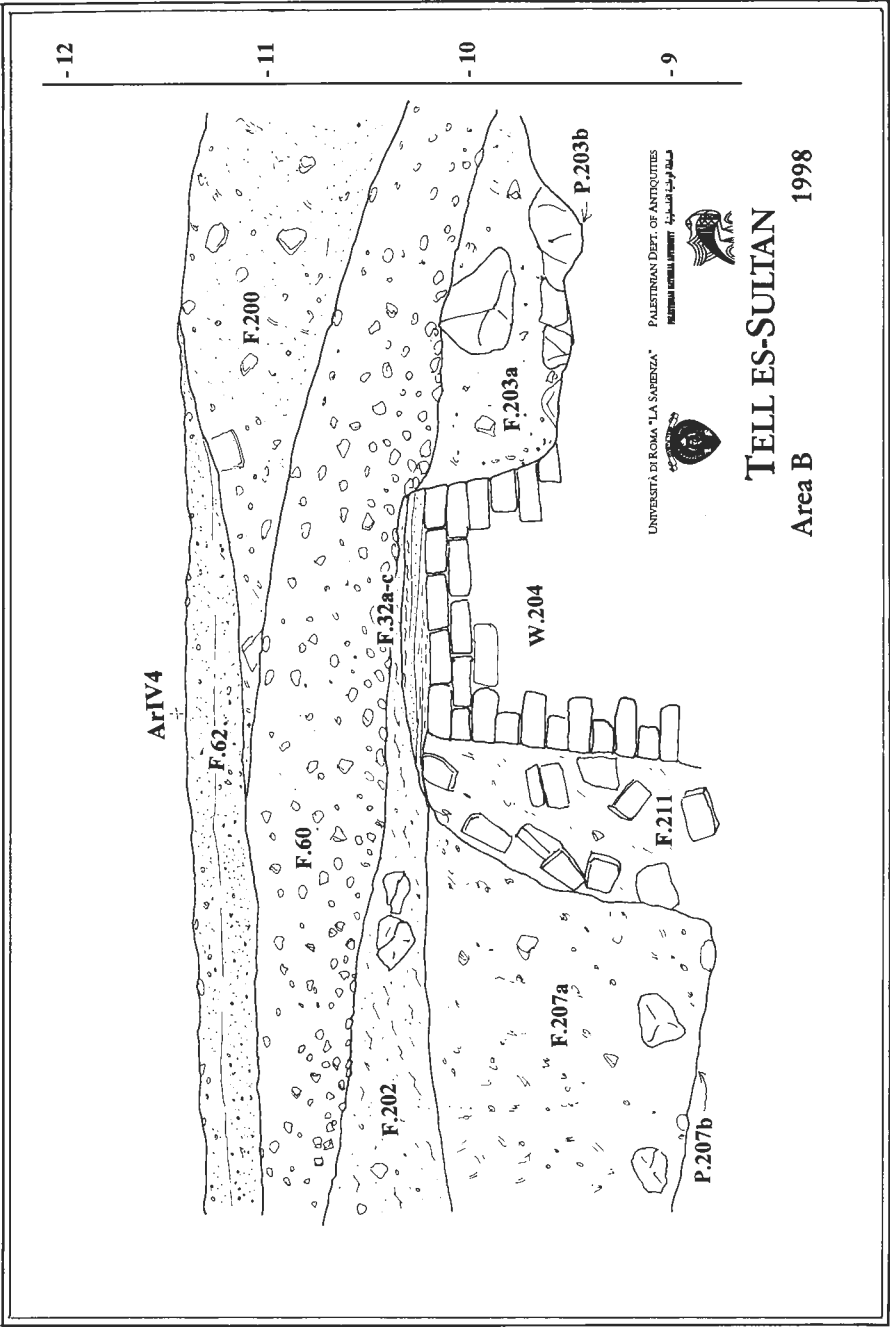 - 12
- 11
- 10
- 9
ArIV4
F.62
F.200
F.60
F.32a-c
F.202
F.203a
P.203b
W.204
F.207a
F.211
P.207b
UNIVERSITÀ DI ROMA "LA SAPIENZA"
PALESTINIAN DEPT. OF ANTIQUITIES
TELL ES-SULTAN
Area B
1998